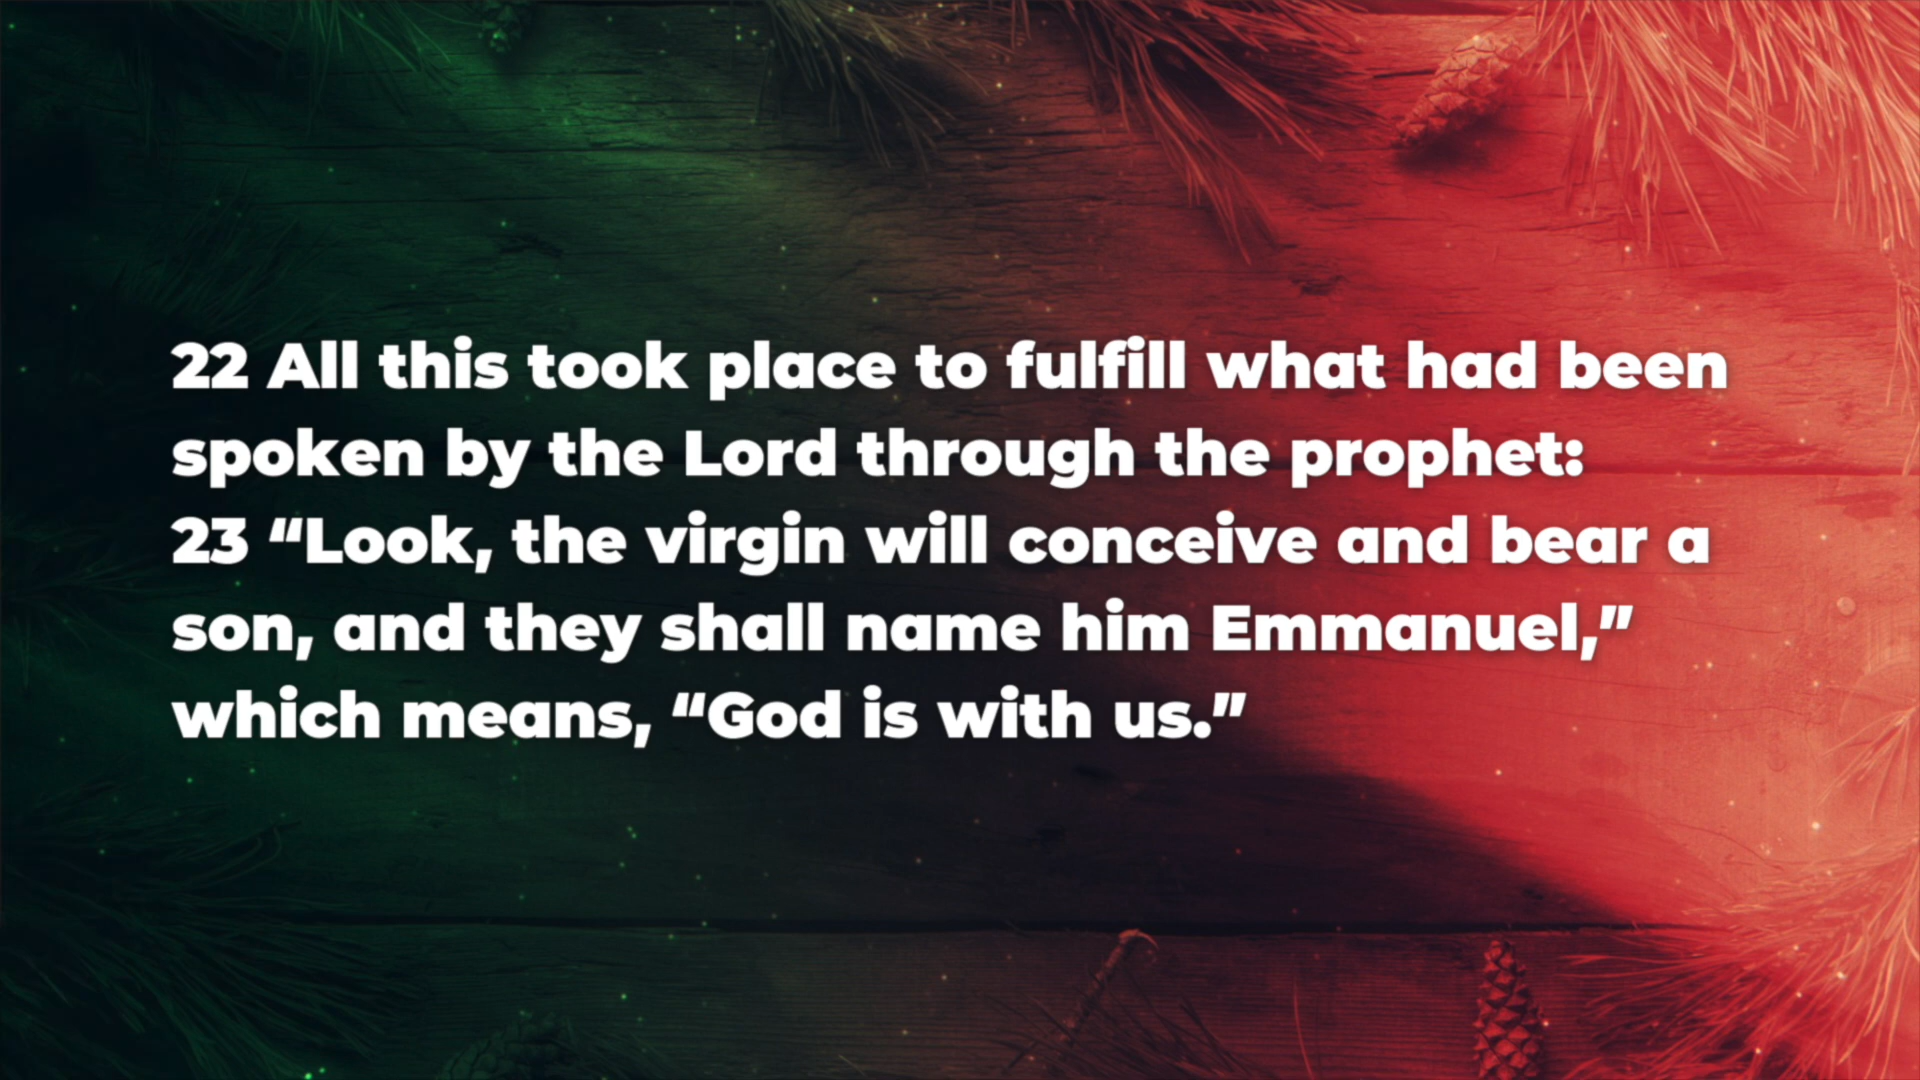 22 All this took place to fulfill what had been
spoken by the Lord through the prophet:
23 “Look, the virgin will conceive and bear a
son, and they shall name him Emmanuel,”
which means, “God is with us.”